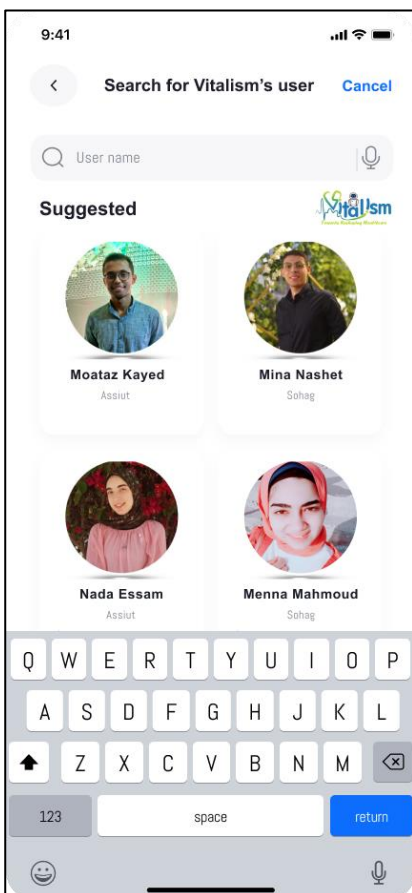 9:41
Search for Vitalism's user Cancel
User name
Suggested
Vitalism
Moataz Kayed Mina Nashet
Assiut Sohag
Nada Essam Menna Mahmoud
Assiut Sohag
Q W E R T Y U I O P
A S D F G H J K L
Z X C V B N M
123 space return